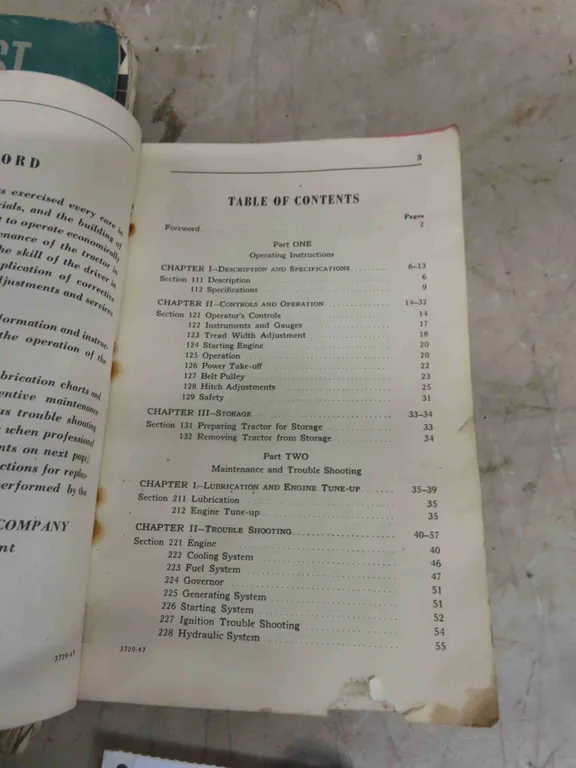 ST
ORD
s exercised every care in
ials, and the building of
t to operate economically
enance of the tractor is
he skill of the driver in
plication of corrective
djustments and services
formation and instruc-
the operation of the
brication charts and
entive maintenance
us trouble shooting
when professional
nts on next page,
ctions for replac-
performed by the
COMPANY
nt
3729-47
3
TABLE OF CONTENTS
Pages
Foreword 2
Part ONE
Operating Instructions
CHAPTER I—DESCRIPTION AND SPECIFICATIONS 6-13
Section 111 Description 6
112 Specifications 9
CHAPTER II—CONTROLS AND OPERATION 14-32
Section 121 Operator's Controls 14
122 Instruments and Gauges 17
123 Tread Width Adjustment 18
124 Starting Engine 20
125 Operation 20
126 Power Take-off 22
127 Belt Pulley 23
128 Hitch Adjustments 25
129 Safety 31
CHAPTER III—STORAGE 33-34
Section 131 Preparing Tractor for Storage 33
132 Removing Tractor from Storage 34
Part TWO
Maintenance and Trouble Shooting
CHAPTER I—LUBRICATION AND ENGINE TUNE-UP 35-39
Section 211 Lubrication 35
212 Engine Tune-up 35
CHAPTER II—TROUBLE SHOOTING 40-57
Section 221 Engine 40
222 Cooling System 46
223 Fuel System 47
224 Governor 51
225 Generating System 51
226 Starting System 52
227 Ignition Trouble Shooting 54
228 Hydraulic System 55
3729-47